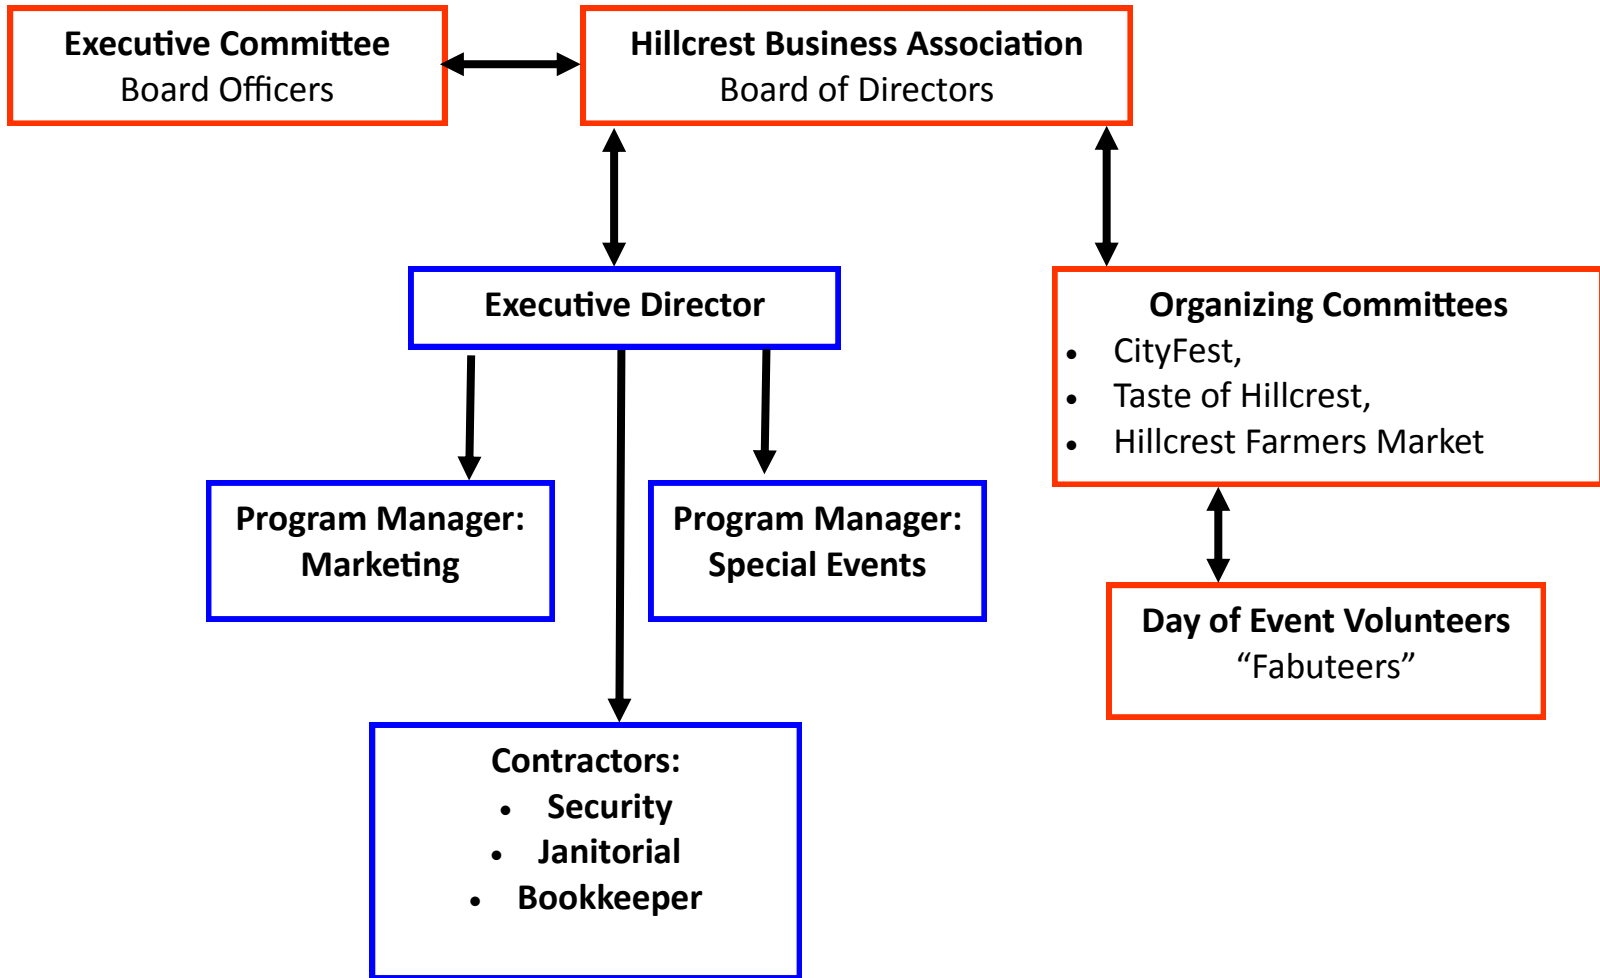 Executive Committee
Board Officers
Hillcrest Business Association
Board of Directors
Executive Director
Organizing Committees
• CityFest,
• Taste of Hillcrest,
• Hillcrest Farmers Market
Program Manager:
Marketing
Program Manager:
Special Events
Day of Event Volunteers
“Fabuteers”
Contractors:
• Security
• Janitorial
• Bookkeeper